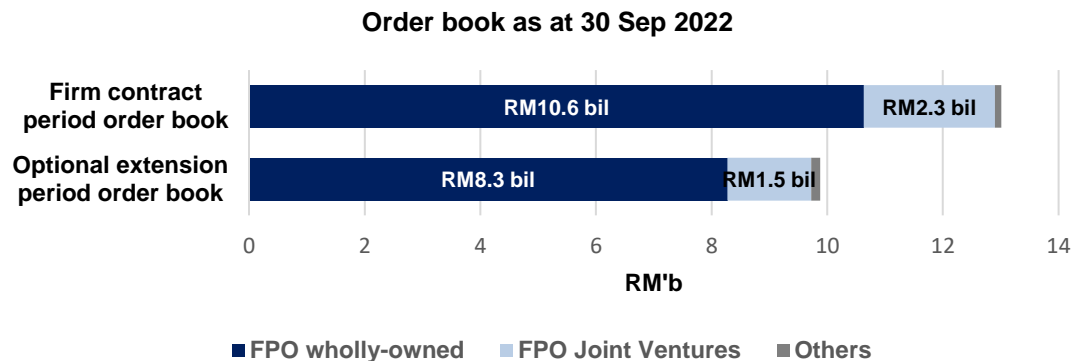 Order book as at 30 Sep 2022
Firm contract
period order book
RM10.6 bil
RM2.3 bil
Optional extension
period order book
RM8.3 bil
RM1.5 bil
0 2 4 6 8 10 12 14
RM'b
FPO wholly-owned FPO Joint Ventures Others